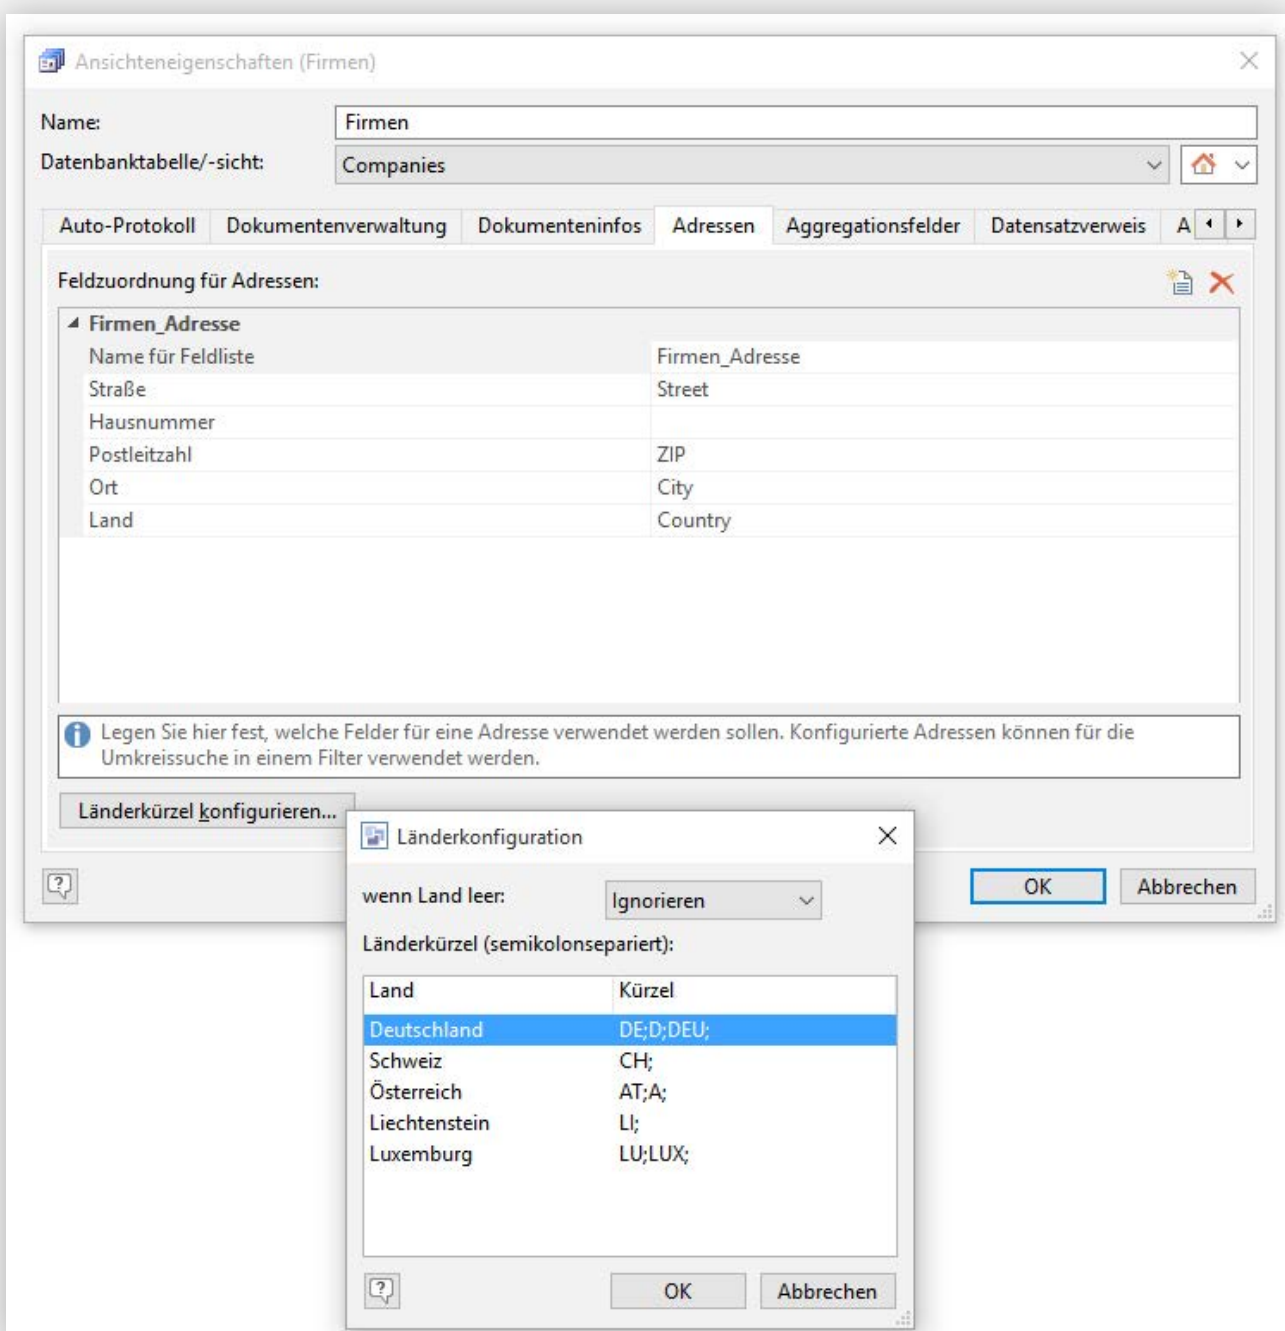 Ansichteneigenschaften (Firmen)
Name: Firmen
Datenbanktabelle/-sicht: Companies
Auto-Protokoll Dokumentenverwaltung Dokumenteninfos Adressen Aggregationsfelder Datensatzverweis A
Feldzuordnung für Adressen:
Firmen_Adresse
Name für Feldliste Firmen_Adresse
Straße Street
Hausnummer
Postleitzahl ZIP
Ort City
Land Country
Legen Sie hier fest, welche Felder für eine Adresse verwendet werden sollen. Konfigurierte Adressen können für die
Umkreissuche in einem Filter verwendet werden.
Länderkürzel konfigurieren...
OK Abbrechen
Länderkonfiguration
wenn Land leer: Ignorieren
Länderkürzel (semikolonsepariert):
Land Kürzel
Deutschland DE;D;DEU;
Schweiz CH;
Österreich AT;A;
Liechtenstein LI;
Luxemburg LU;LUX;
OK Abbrechen